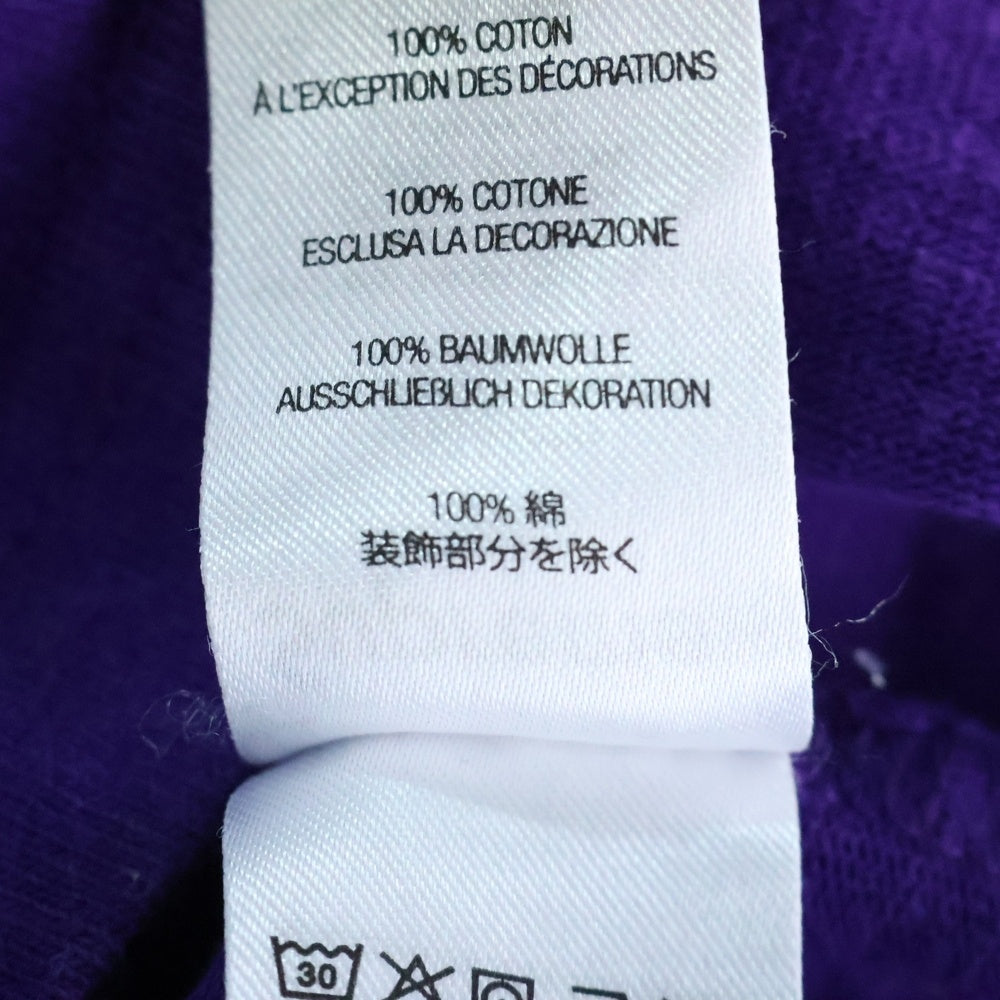 100% COTON
À L'EXCEPTION DES DÉCORATIONS
100% COTONE
ESCLUSA LA DECORAZIONE
100% BAUMWOLLE
AUSSCHLIEßLICH DEKORATION
100% 綿
装飾部分を除く
30